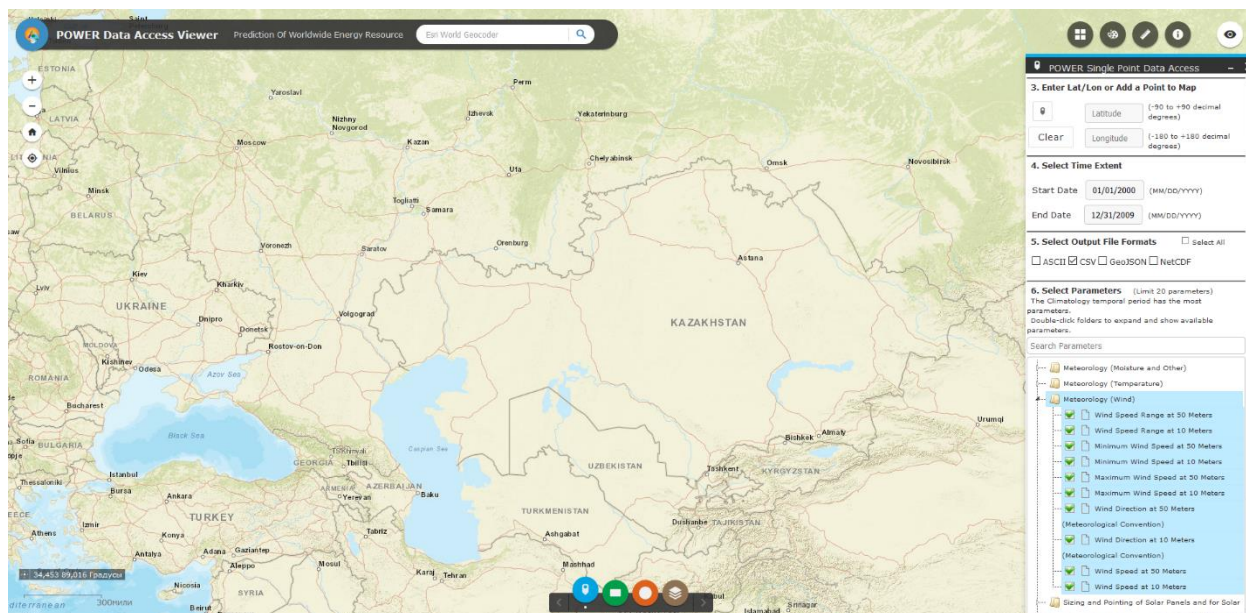 Helsinki
Saint
POWER Data Access Viewer Prediction Of Worldwide Energy Resource Esri World Geocoder
ESTONIA
Perm
Yaroslavl
LATVIA
Nizhny
Novgorod
Izhevsk
Yekaterinburg
Moscow
Kazan
Chelyabinsk
Omsk
Novosibirsk
Vilnius
Ufa
Minsk
Togliatti
Samara
BELARUS
Voronezh
Saratov
Orenburg
Astana
Kiev
Kharkiv
Lviv
UKRAINE
Volgograd
Dnipro
Donetsk
KAZAKHSTAN
MOLDOVA
Rostov-on-Don
Kishinev
Odesa
Azov Sea
ROMANIA
Bucharest
Urumqi
Black Sea
Bishkek
Almaty
Sofia
BULGARIA
Caspian Sea
TSKhinvali
GEORGIA
Tbilisi
UZBEKISTAN
Tashkent
KYRGYZSTAN
Istanbul
Thessaloniki
Bursa
Ankara
ARMENIA
AZERBAIJAN
Yerevan
Baku
TURKEY
TURKMENISTAN
Dushanbe
TAJIKISTAN
Izmir
Konya
Tabriz
Ashgabat
Athens
Antalya
Adana
Gaziantep
Aleppo
Mosul
Karaj
Tehran
Mashhad
34,453 89,016 Градусы
Nicosia
SYRIA
300мили
Beirut
Islamabad
Srinagar
POWER Single Point Data Access
3. Enter Lat/Lon or Add a Point to Map
Latitude (-90 to +90 decimal
degrees)
Clear Longitude (-180 to +180 decimal
degrees)
4. Select Time Extent
Start Date 01/01/2000 (MM/DD/YYYY)
End Date 12/31/2009 (MM/DD/YYYY)
5. Select Output File Formats Select All
ASCII CSV GeoJSON NetCDF
6. Select Parameters (Limit 20 parameters)
The Climatology temporal period has the most
parameters.
Double-click folders to expand and show available
parameters.
Search Parameters
Meteorology (Moisture and Other)
Meteorology (Temperature)
Meteorology (Wind)
Wind Speed Range at 50 Meters
Wind Speed Range at 10 Meters
Minimum Wind Speed at 50 Meters
Minimum Wind Speed at 10 Meters
Maximum Wind Speed at 50 Meters
Maximum Wind Speed at 10 Meters
Wind Direction at 50 Meters
(Meteorological Convention)
Wind Direction at 10 Meters
(Meteorological Convention)
Wind Speed at 50 Meters
Wind Speed at 10 Meters
Sizing and Pointing of Solar Panels and for Solar